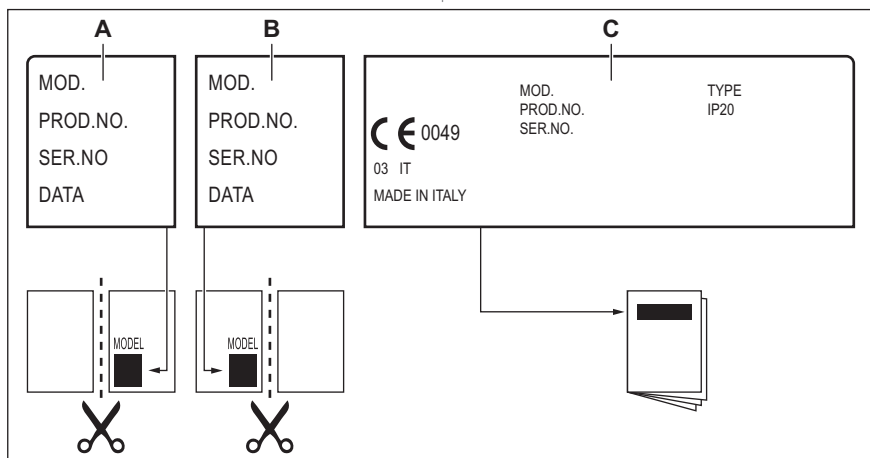 A B C
MOD.
PROD.NO.
SER.NO
DATA
MOD.
PROD.NO.
SER.NO
DATA
MOD.
PROD.NO.
SER.NO.
TYPE
IP20
CE 0049
03 IT
MADE IN ITALY
MODEL
MODEL